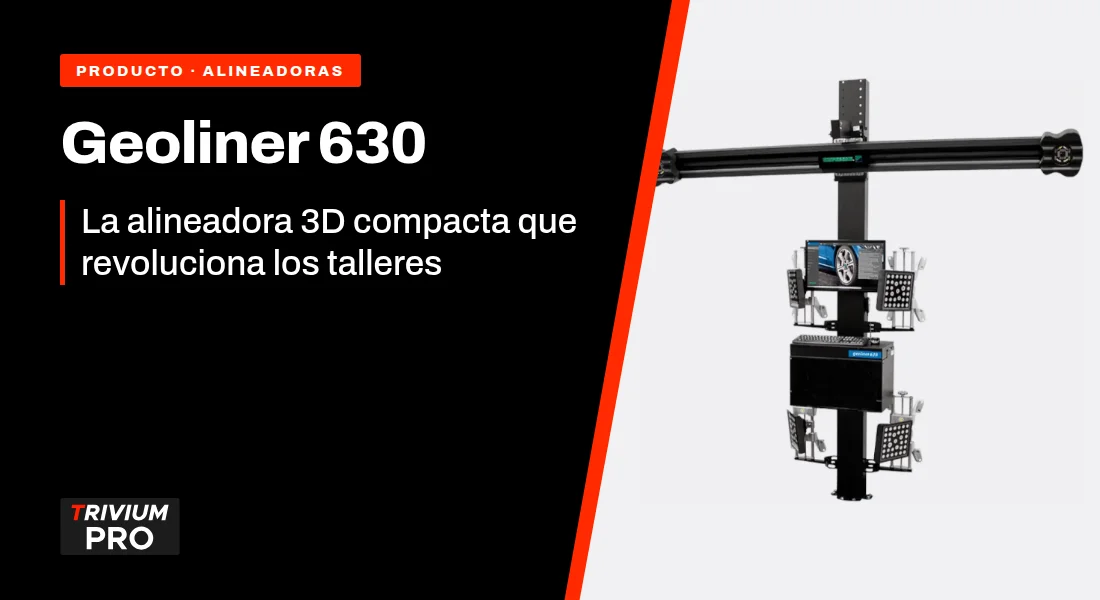 PRODUCTO · ALINEADORAS
Geoliner 630
La alineadora 3D compacta que
revoluciona los talleres
TRIVIUM
PRO